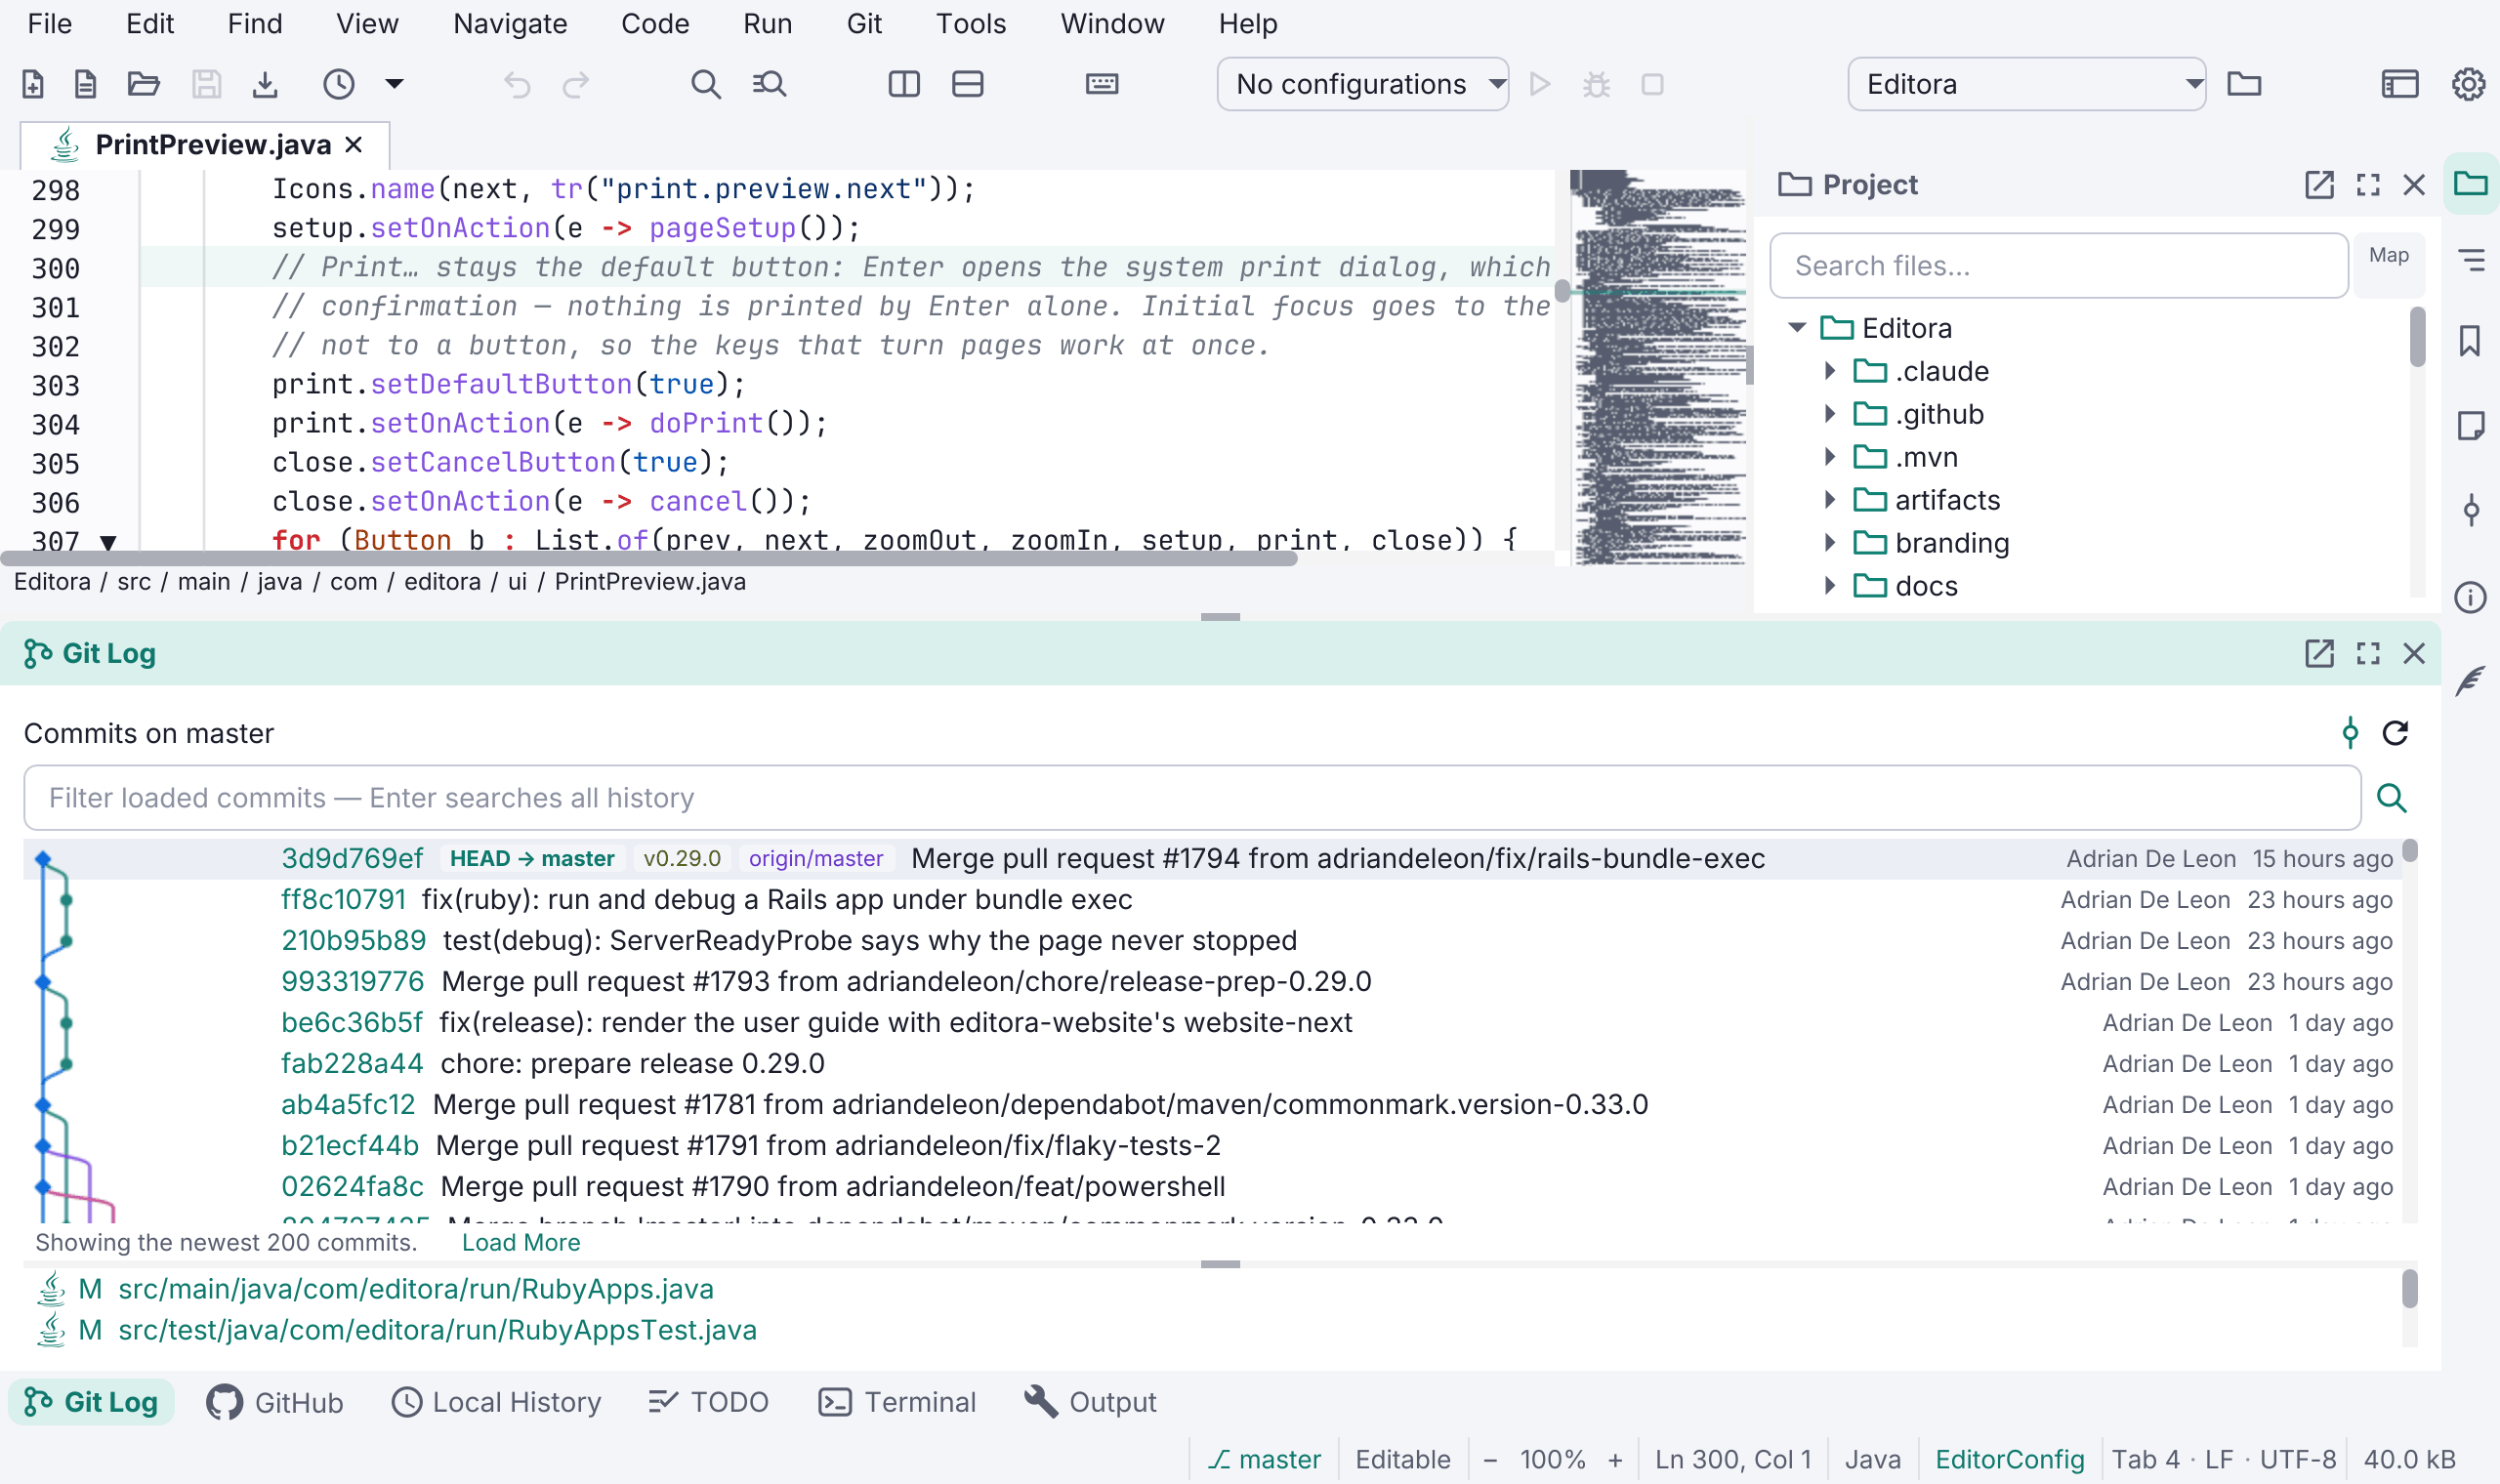 File Edit Find View Navigate Code Run Git Tools Window Help
No configurations Editora
PrintPreview.java
298 Icons.name(next, tr("print.preview.next"));
299 setup.setOnAction(e -> pageSetup());
300 // Print… stays the default button: Enter opens the system print dialog, which
301 // confirmation — nothing is printed by Enter alone. Initial focus goes to the
302 // not to a button, so the keys that turn pages work at once.
303 print.setDefaultButton(true);
304 print.setOnAction(e -> doPrint());
305 close.setCancelButton(true);
306 close.setOnAction(e -> cancel());
307 for (Button b : List.of(prev, next, zoomOut, zoomIn, setup, print, close)) {
Editora / src / main / java / com / editora / ui / PrintPreview.java
Project
Search files…
Map
Editora
.claude
.github
.mvn
artifacts
branding
docs
Git Log
Commits on master
Filter loaded commits — Enter searches all history
3d9d769ef HEAD → master v0.29.0 origin/master Merge pull request #1794 from adriandeleon/fix/rails-bundle-exec Adrian De Leon 15 hours ago
ff8c10791 fix(ruby): run and debug a Rails app under bundle exec Adrian De Leon 23 hours ago
210b95b89 test(debug): ServerReadyProbe says why the page never stopped Adrian De Leon 23 hours ago
993319776 Merge pull request #1793 from adriandeleon/chore/release-prep-0.29.0 Adrian De Leon 23 hours ago
be6c36b5f fix(release): render the user guide with editora-website's website-next Adrian De Leon 1 day ago
fab228a44 chore: prepare release 0.29.0 Adrian De Leon 1 day ago
ab4a5fc12 Merge pull request #1781 from adriandeleon/dependabot/maven/commonmark.version-0.33.0 Adrian De Leon 1 day ago
b21ecf44b Merge pull request #1791 from adriandeleon/fix/flaky-tests-2 Adrian De Leon 1 day ago
02624fa8c Merge pull request #1790 from adriandeleon/feat/powershell Adrian De Leon 1 day ago
Merge branch 'master' into dependabot/maven/commonmark.version-0.33.0
Showing the newest 200 commits. Load More
M src/main/java/com/editora/run/RubyApps.java
M src/test/java/com/editora/run/RubyAppsTest.java
Git Log GitHub Local History TODO Terminal Output
master Editable – 100% + Ln 300, Col 1 Java EditorConfig Tab 4 · LF · UTF-8 40.0 kB